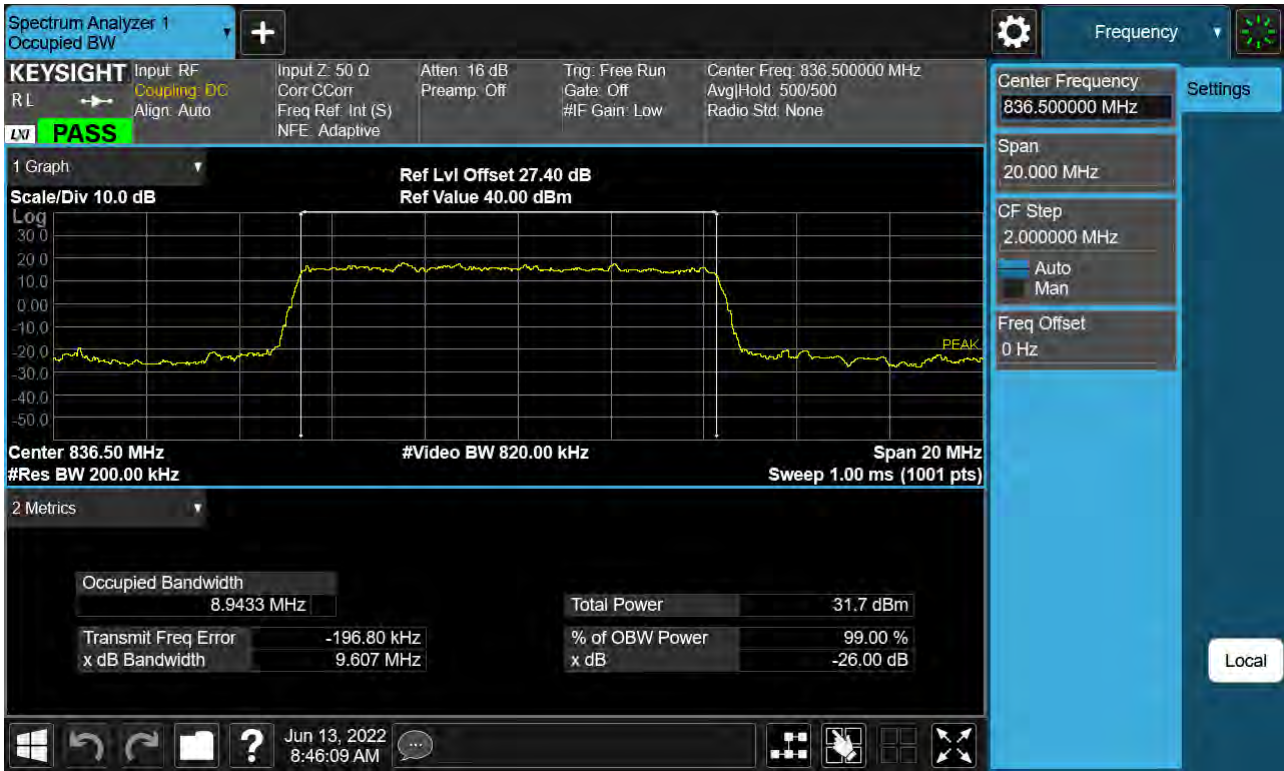 Spectrum Analyzer 1
Occupied BW
+
Frequency
KEYSIGHT
RL
LXI
PASS
Input: RF
Coupling: DC
Align: Auto
Input Z: 50 Ω
Corr CCorr
Freq Ref: Int (S)
NFE: Adaptive
Atten: 16 dB
Preamp: Off
Trig: Free Run
Gate: Off
#IF Gain: Low
Center Freq: 836.500000 MHz
Avg|Hold: 500/500
Radio Std: None
Center Frequency
836.500000 MHz
Settings
Span
20.000 MHz
CF Step
2.000000 MHz
Auto
Man
Freq Offset
0 Hz
Local
1 Graph
Scale/Div 10.0 dB
Ref Lvl Offset 27.40 dB
Ref Value 40.00 dBm
Log
30.0
20.0
10.0
0.00
-10.0
-20.0
-30.0
-40.0
-50.0
PEAK
Center 836.50 MHz
#Video BW 820.00 kHz
Span 20 MHz
#Res BW 200.00 kHz
Sweep 1.00 ms (1001 pts)
2 Metrics
Occupied Bandwidth
8.9433 MHz
Total Power 31.7 dBm
Transmit Freq Error -196.80 kHz
% of OBW Power 99.00 %
x dB Bandwidth 9.607 MHz
x dB -26.00 dB
?
Jun 13, 2022
8:46:09 AM